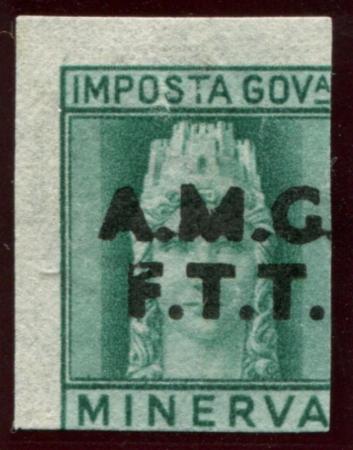 IMPOSTA GOVA
A.M.G.
F.T.T.
MINERVA